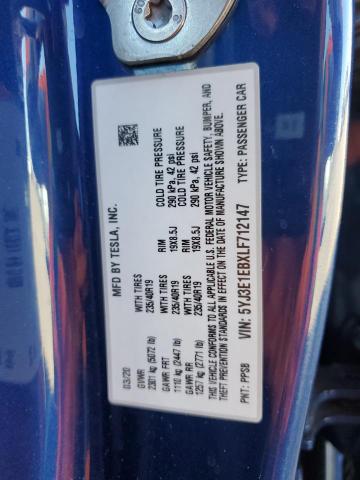 MFD BY TESLA, INC.
03/20
GVWR WITH TIRES RIM COLD TIRE PRESSURE
2301 kg (5072 lb) 235/40R19 19X8.5J 290 kPa, 42 psi
GAWR FRT WITH TIRES RIM COLD TIRE PRESSURE
1110 kg (2447 lb) 235/40R19 19X8.5J 290 kPa, 42 psi
GAWR RR
1257 kg (2771 lb)
THIS VEHICLE CONFORMS TO ALL APPLICABLE U.S. FEDERAL MOTOR VEHICLE SAFETY, BUMPER, AND
THEFT PREVENTION STANDARDS IN EFFECT ON THE DATE OF MANUFACTURE SHOWN ABOVE.
VIN: 5YJ3E1EBXLF712147 TYPE: PASSENGER CAR
PNT: PPSB